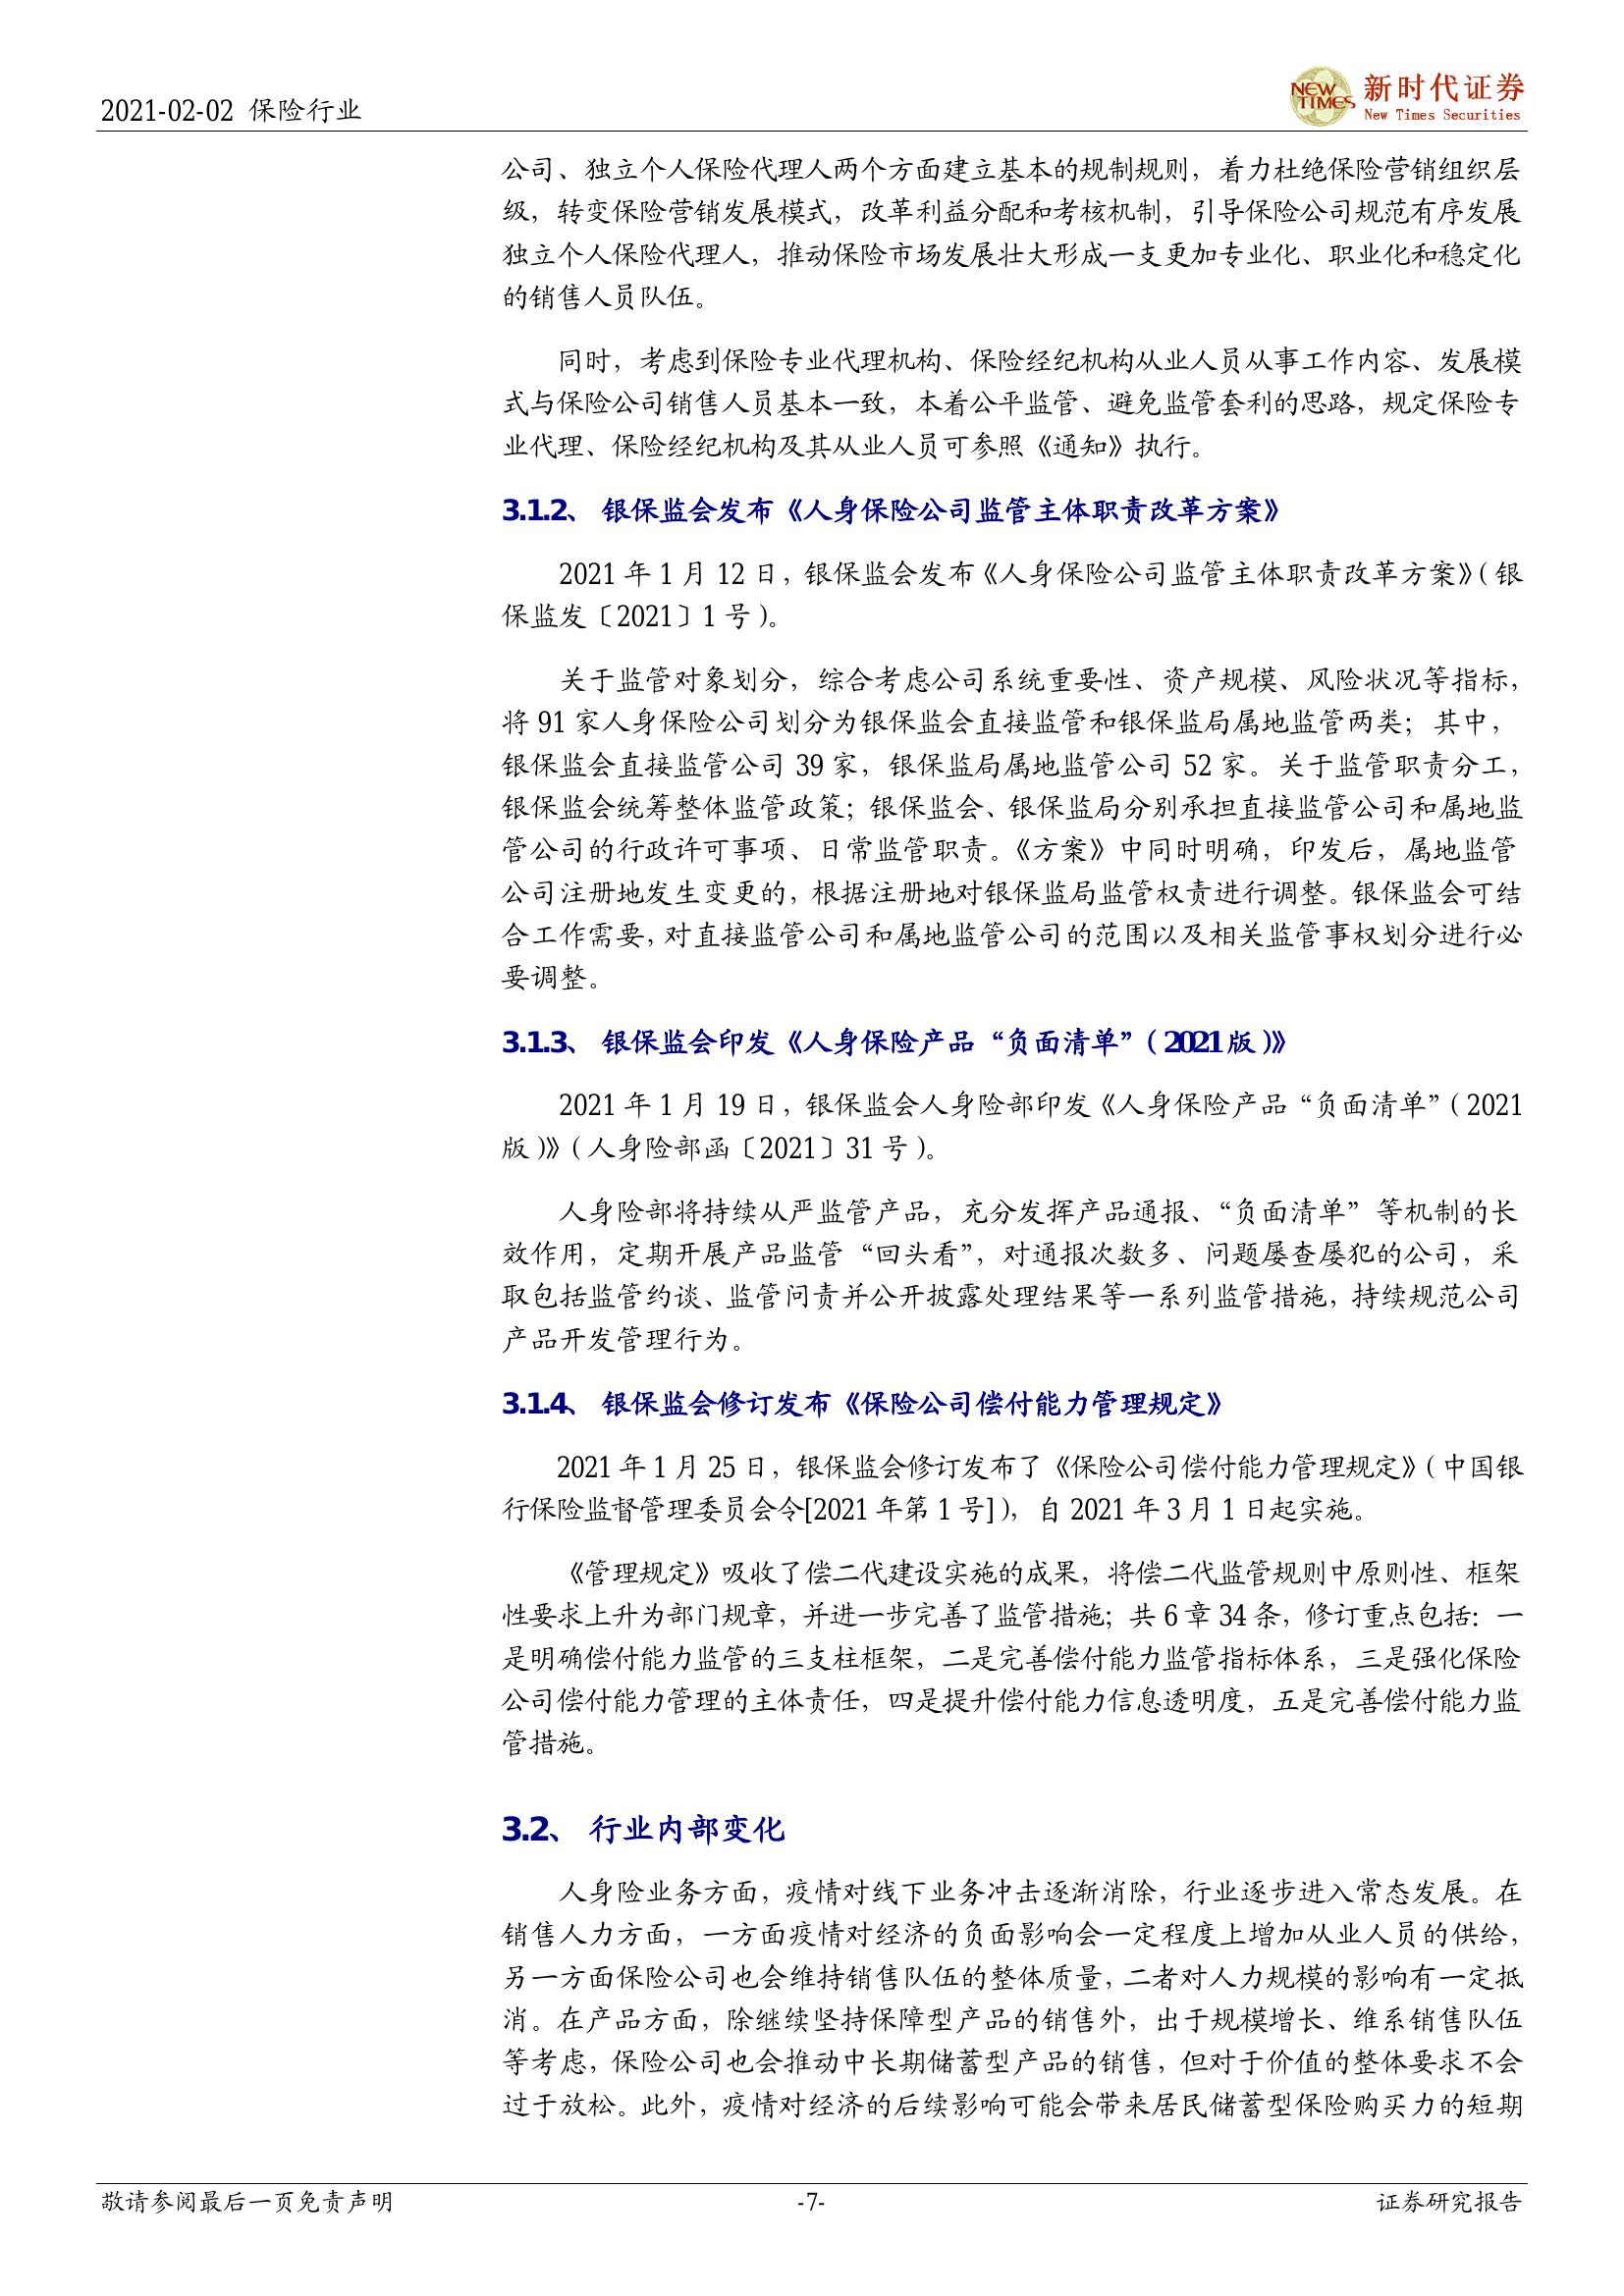 2021-02-02 保险行业
NEW TIMES
新时代证券
New Times Securities
公司、独立个人保险代理人两个方面建立基本的规制规则，着力杜绝保险营销组织层
级，转变保险营销发展模式，改革利益分配和考核机制，引导保险公司规范有序发展
独立个人保险代理人，推动保险市场发展壮大形成一支更加专业化、职业化和稳定化
的销售人员队伍。
同时，考虑到保险专业代理机构、保险经纪机构从业人员从事工作内容、发展模
式与保险公司销售人员基本一致，本着公平监管、避免监管套利的思路，规定保险专
业代理、保险经纪机构及其从业人员可参照《通知》执行。
3.1.2、 银保监会发布《人身保险公司监管主体职责改革方案》
2021 年 1 月 12 日，银保监会发布《人身保险公司监管主体职责改革方案》（银
保监发〔2021〕1 号）。
关于监管对象划分，综合考虑公司系统重要性、资产规模、风险状况等指标，
将 91 家人身保险公司划分为银保监会直接监管和银保监局属地监管两类；其中，
银保监会直接监管公司 39 家，银保监局属地监管公司 52 家。关于监管职责分工，
银保监会统筹整体监管政策；银保监会、银保监局分别承担直接监管公司和属地监
管公司的行政许可事项、日常监管职责。《方案》中同时明确，印发后，属地监管
公司注册地发生变更的，根据注册地对银保监局监管权责进行调整。银保监会可结
合工作需要，对直接监管公司和属地监管公司的范围以及相关监管事权划分进行必
要调整。
3.1.3、 银保监会印发《人身保险产品“负面清单”（2021 版）》
2021 年 1 月 19 日，银保监会人身险部印发《人身保险产品“负面清单”（2021
版）》（人身险部函〔2021〕31 号）。
人身险部将持续从严监管产品，充分发挥产品通报、“负面清单”等机制的长
效作用，定期开展产品监管“回头看”，对通报次数多、问题屡查屡犯的公司，采
取包括监管约谈、监管问责并公开披露处理结果等一系列监管措施，持续规范公司
产品开发管理行为。
3.1.4、 银保监会修订发布《保险公司偿付能力管理规定》
2021 年 1 月 25 日，银保监会修订发布了《保险公司偿付能力管理规定》（中国银
行保险监督管理委员会令[2021 年第 1 号]），自 2021 年 3 月 1 日起实施。
《管理规定》吸收了偿二代建设实施的成果，将偿二代监管规则中原则性、框架
性要求上升为部门规章，并进一步完善了监管措施；共 6 章 34 条，修订重点包括：一
是明确偿付能力监管的三支柱框架，二是完善偿付能力监管指标体系，三是强化保险
公司偿付能力管理的主体责任，四是提升偿付能力信息透明度，五是完善偿付能力监
管措施。
3.2、 行业内部变化
人身险业务方面，疫情对线下业务冲击逐渐消除，行业逐步进入常态发展。在
销售人力方面，一方面疫情对经济的负面影响会一定程度上增加从业人员的供给，
另一方面保险公司也会维持销售队伍的整体质量，二者对人力规模的影响有一定抵
消。在产品方面，除继续坚持保障型产品的销售外，出于规模增长、维系销售队伍
等考虑，保险公司也会推动中长期储蓄型产品的销售，但对于价值的整体要求不会
过于放松。此外，疫情对经济的后续影响可能会带来居民储蓄型保险购买力的短期
敬请参阅最后一页免责声明
-7-
证券研究报告